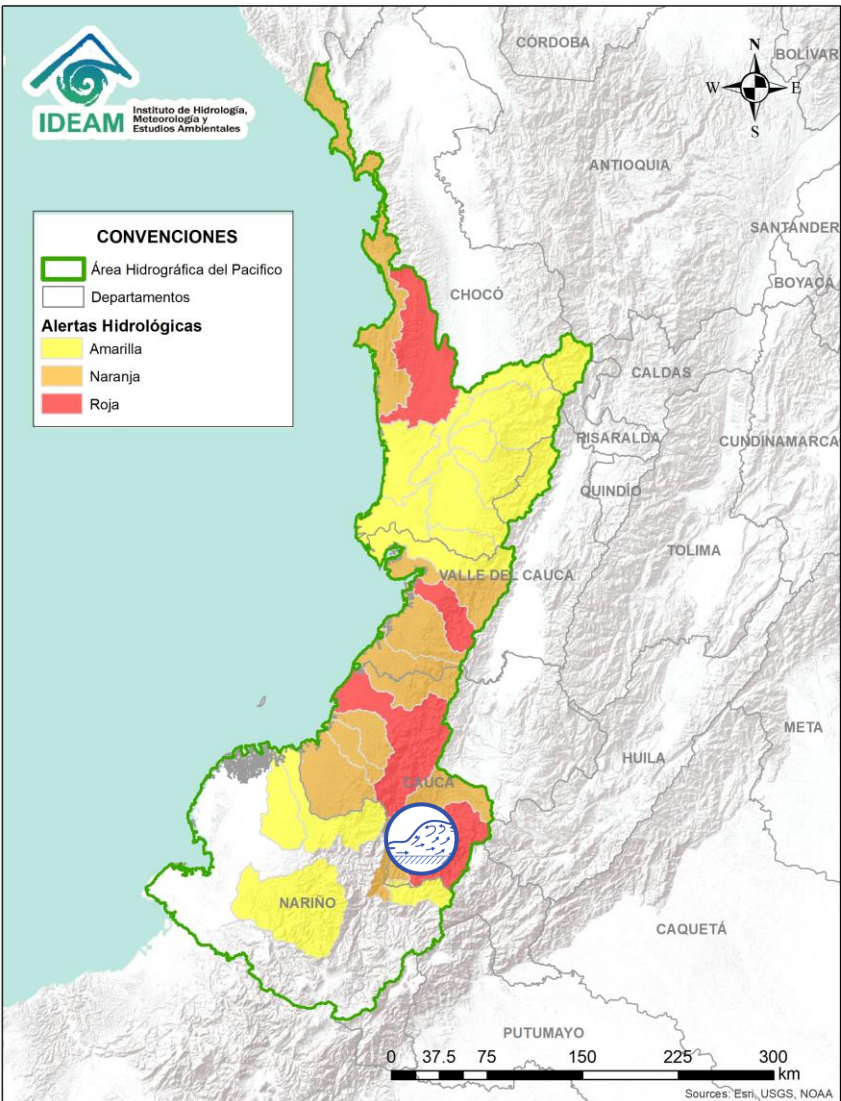 IDEAM
Instituto de Hidrología,
Meteorología y
Estudios Ambientales
N
W
E
S
CÓRDOBA
BOLÍVAR
ANTIOQUIA
SANTANDER
BOYACÁ
CHOCÓ
CONVENCIONES
Área Hidrográfica del Pacifico
Departamentos
Alertas Hidrológicas
Amarilla
Naranja
Roja
CALDAS
RISARALDA
CUNDINAMARCA
QUINDÍO
TOLIMA
VALLE DEL CAUCA
META
HUILA
CAUCA
NARIÑO
CAQUETÁ
PUTUMAYO
0 37.5 75 150 225 300
km
Sources: Esri, USGS, NOAA